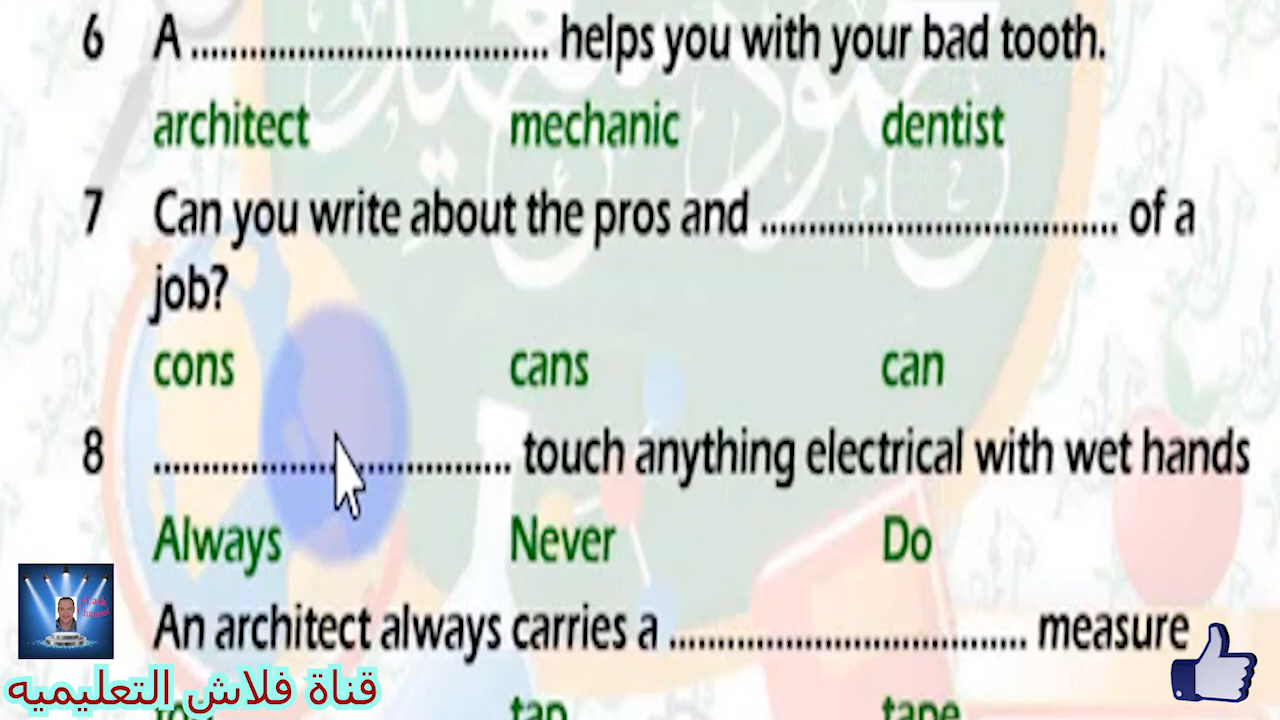 6 A .................................... helps you with your bad tooth.
architect mechanic dentist
7 Can you write about the pros and .................................... of a
job?
cons cans can
8 .................................... touch anything electrical with wet hands
Always Never Do
An architect always carries a .................................... measure
tap tape
قناة فلاش التعليميه